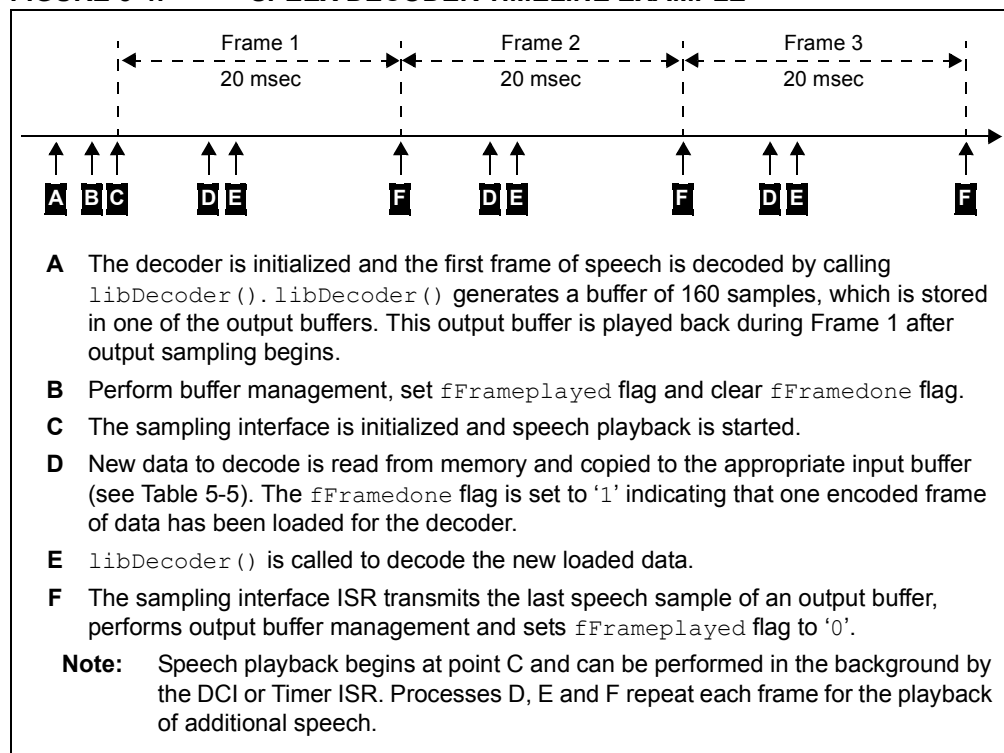 Frame 1 Frame 2 Frame 3
20 msec 20 msec 20 msec
A B C D E F D E F D E F
A The decoder is initialized and the first frame of speech is decoded by calling
libDecoder(). libDecoder() generates a buffer of 160 samples, which is stored
in one of the output buffers. This output buffer is played back during Frame 1 after
output sampling begins.
B Perform buffer management, set fFrameplayed flag and clear fFramedone flag.
C The sampling interface is initialized and speech playback is started.
D New data to decode is read from memory and copied to the appropriate input buffer
(see Table 5-5). The fFramedone flag is set to ‘1’ indicating that one encoded frame
of data has been loaded for the decoder.
E libDecoder() is called to decode the new loaded data.
F The sampling interface ISR transmits the last speech sample of an output buffer,
performs output buffer management and sets fFrameplayed flag to ‘0’.
Note: Speech playback begins at point C and can be performed in the background by
the DCI or Timer ISR. Processes D, E and F repeat each frame for the playback
of additional speech.